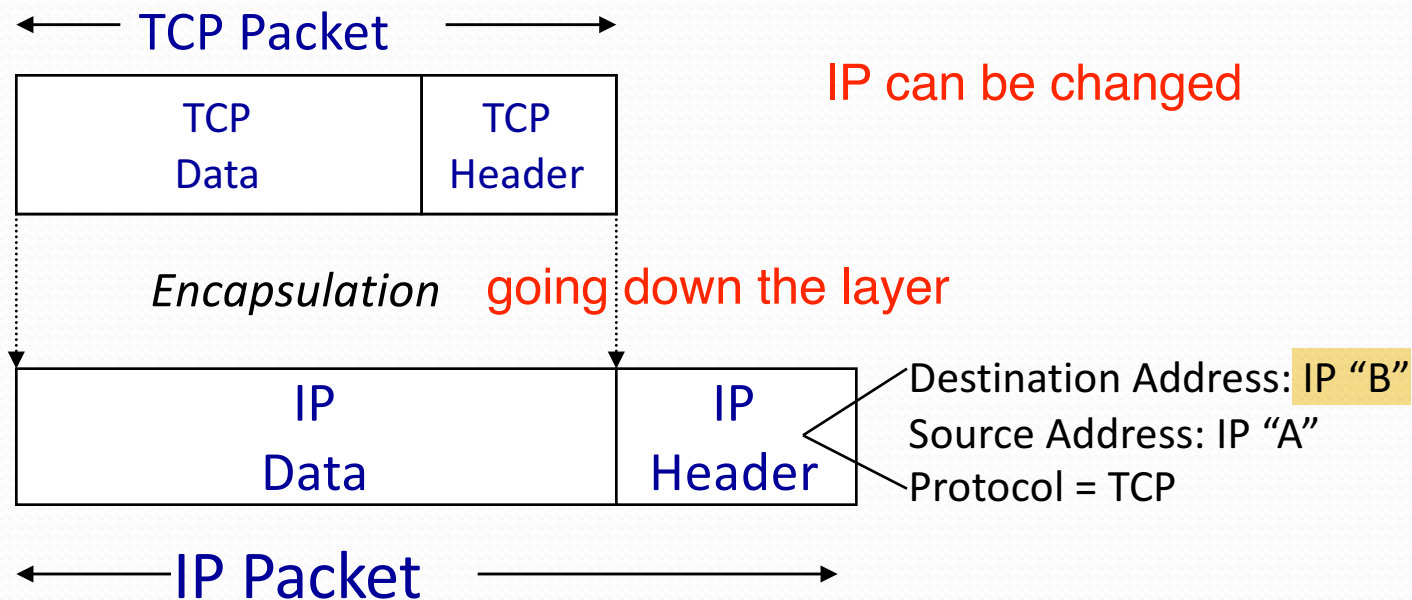 TCP Packet
IP can be changed
TCP
Data
TCP
Header
Encapsulation going down the layer
IP
Data
IP
Header
Destination Address: IP “B”
Source Address: IP “A”
Protocol = TCP
IP Packet